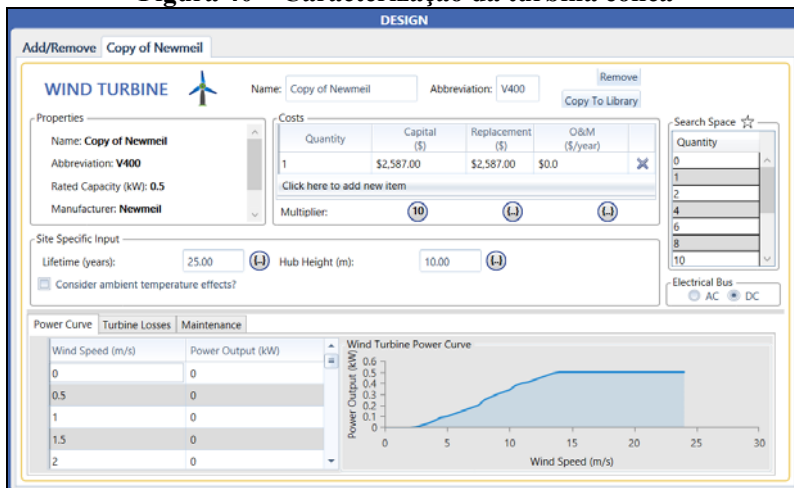 DESIGN
Add/Remove Copy of Newmeil
WIND TURBINE
Name: Copy of Newmeil Abbreviation: V400
Remove
Copy To Library
Properties
Name: Copy of Newmeil
Abbreviation: V400
Rated Capacity (kW): 0.5
Manufacturer: Newmeil
Costs
Quantity Capital ($) Replacement ($) O&M ($/year)
1 $2,587.00 $2,587.00 $0.0
Click here to add new item
Multiplier: 10 (..) (..)
Search Space
Quantity
0
1
2
4
6
8
10
Site Specific Input
Lifetime (years): 25.00 (..) Hub Height (m): 10.00 (..)
Consider ambient temperature effects?
Electrical Bus
AC DC
Power Curve Turbine Losses Maintenance
Wind Speed (m/s) Power Output (kW)
0 0
0.5 0
1 0
1.5 0
2 0
Wind Turbine Power Curve
Power Output (kW)
0.6
0.5
0.4
0.3
0.2
0.1
0
0 5 10 15 20 25 30
Wind Speed (m/s)